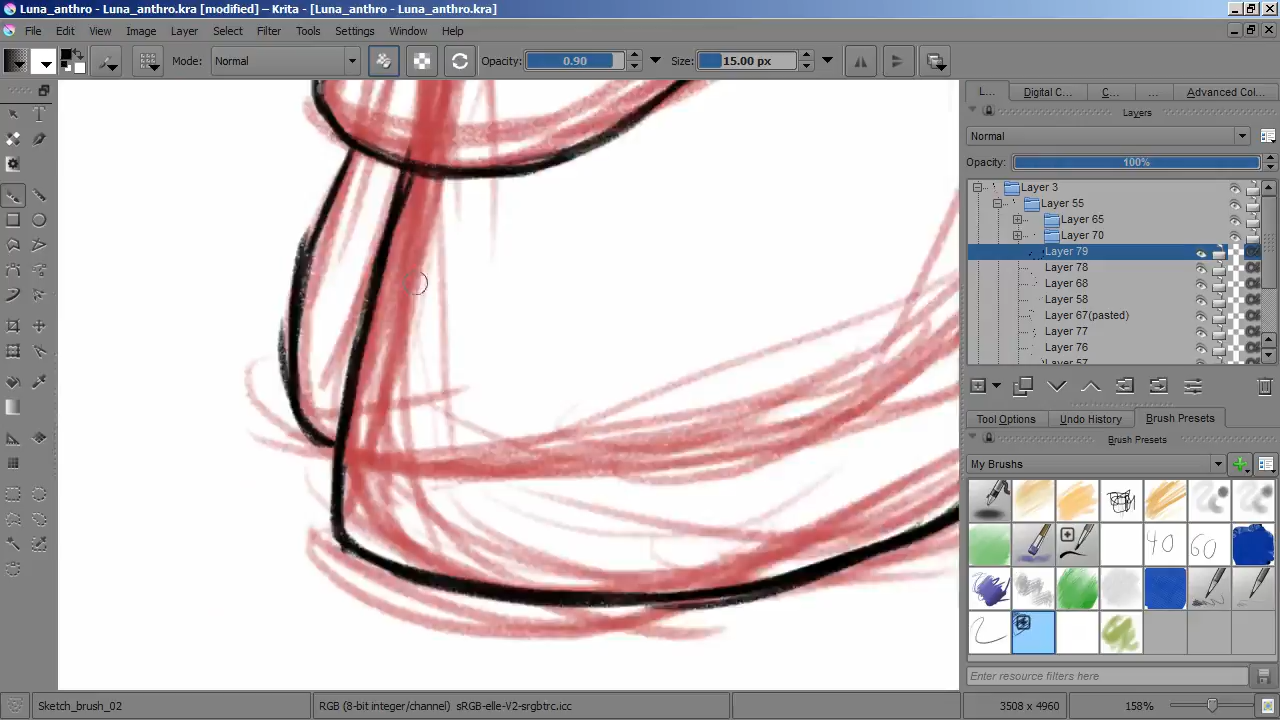 Luna_anthro.kra [modified] – Krita - [Luna_anthro - Luna_anthro.kra]
File Edit View Image Layer Select Filter Tools Settings Window Help
Mode: Normal Opacity: 0.90 Size: 15.00 px
L... Digital C... C... ... Advanced Col...
Layers
Normal
Opacity: 100%
Layer 3
Layer 55
Layer 65
Layer 70
Layer 79
Layer 78
Layer 68
Layer 58
Layer 67(pasted)
Layer 77
Layer 76
Layer 57
Tool Options Undo History Brush Presets
Brush Presets
My Brushes
40 60
Enter resource filters here
Sketch_brush_02 RGB (8-bit integer/channel) sRGB-elle-V2-srgbtrc.icc 3508 x 4960 158%